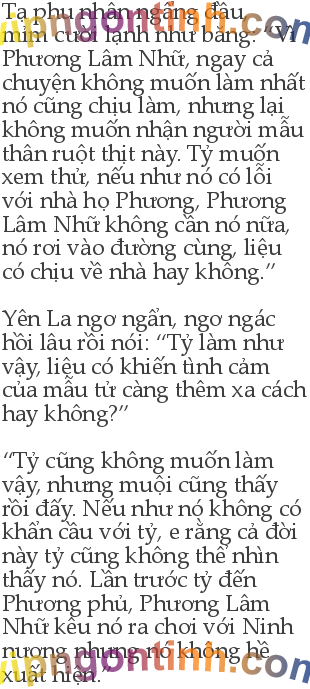 Tạ phu nhân ngẩng đầu
mỉm cười lạnh như băng: “Vì
Phương Lâm Nhữ, ngay cả
chuyện không muốn làm nhất
nó cũng chịu làm, nhưng lại
không muốn nhận người mẫu
thân ruột thịt này. Tỷ muốn
xem thử, nếu như nó có lỗi
với nhà họ Phương, Phương
Lâm Nhữ không cần nó nữa,
nó rơi vào đường cùng, liệu
có chịu về nhà hay không.”
Yên La ngơ ngẩn, ngơ ngác
hồi lâu rồi nói: “Tỷ làm như
vậy, liệu có khiến tình cảm
của mẫu tử càng thêm xa cách
hay không?”
“Tỷ cũng không muốn làm
vậy, nhưng muội cũng thấy
rồi đấy. Nếu như nó không có
khẩn cầu với tỷ, e rằng cả đời
này tỷ cũng không thể nhìn
thấy nó. Lần trước tỷ đến
Phương phủ, Phương Lâm
Nhữ kêu nó ra chơi với Ninh
nương nhưng nó không hề
xuất hiện.”
vipngontinh.com
vipngontinh.com